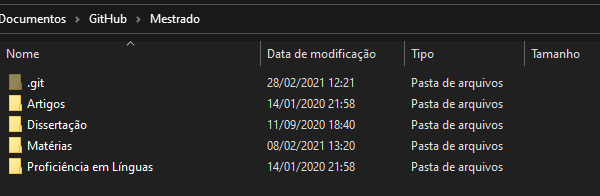 Documentos > GitHub > Mestrado
Nome Data de modificação Tipo Tamanho
.git 28/02/2021 12:21 Pasta de arquivos
Artigos 14/01/2020 21:58 Pasta de arquivos
Dissertação 11/09/2020 18:40 Pasta de arquivos
Matérias 08/02/2021 13:20 Pasta de arquivos
Proficiência em Línguas 14/01/2020 21:58 Pasta de arquivos